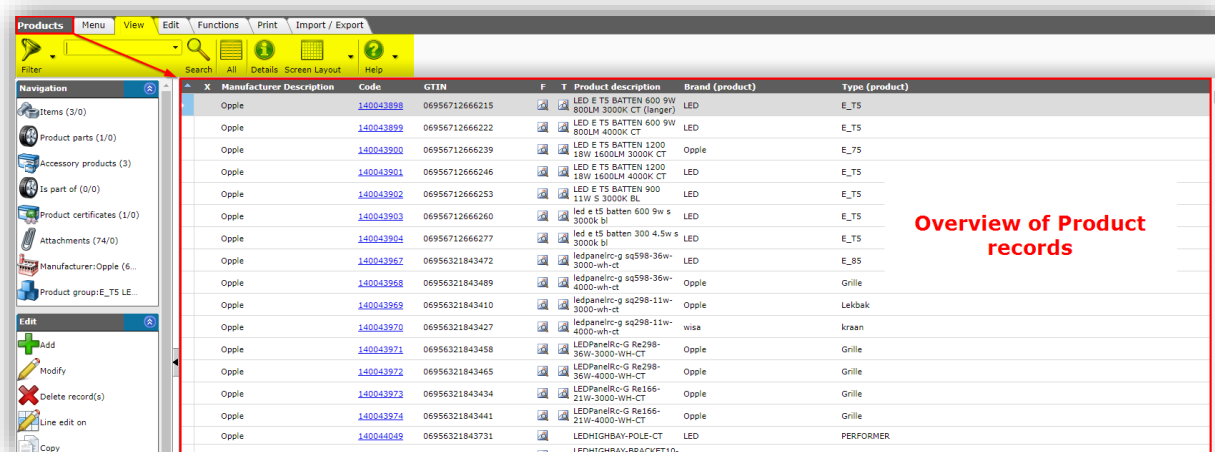 Products Menu View Edit Functions Print Import / Export
Filter Search All Details Screen Layout Help
Navigation
Items (3/0)
Product parts (1/0)
Accessory products (3)
Is part of (0/0)
Product certificates (1/0)
Attachments (74/0)
Manufacturer:Opple (6...
Product group:E_T5 LE...
Edit
Add
Modify
Delete record(s)
Line edit on
Copy
X Manufacturer Description Code GTIN F T Product description Brand (product) Type (product)
Opple 140043898 06956712666215 LED E T5 BATTEN 600 9W LED E_T5
800LM 3000K CT (langer)
Opple 140043899 06956712666222 LED E T5 BATTEN 600 9W LED E_T5
800LM 4000K CT
Opple 140043900 06956712666239 LED E T5 BATTEN 1200 Opple E_75
18W 1600LM 3000K CT
Opple 140043901 06956712666246 LED E T5 BATTEN 1200 LED E_T5
18W 1600LM 4000K CT
Opple 140043902 06956712666253 LED E T5 BATTEN 900 LED E_T5
11W S 3000K BL
Opple 140043903 06956712666260 led e t5 batten 600 9w s LED E_T5
3000k bl
Opple 140043904 06956712666277 led e t5 batten 300 4.5w s LED E_T5
3000k bl
Opple 140043967 06956321843472 ledpanelrc-g sq598-36w- LED E_85
3000-wh-ct
Opple 140043968 06956321843489 ledpanelrc-g sq598-36w- Opple Grille
4000-wh-ct
Opple 140043969 06956321843410 ledpanelrc-g sq298-11w- Opple Lekbak
3000-wh-ct
Opple 140043970 06956321843427 ledpanelrc-g sq298-11w- wisa kraan
4000-wh-ct
Opple 140043971 06956321843458 LEDPanelRc-G Re298- Opple Grille
36W-3000-WH-CT
Opple 140043972 06956321843465 LEDPanelRc-G Re298- Opple Grille
36W-4000-WH-CT
Opple 140043973 06956321843434 LEDPanelRc-G Re166- Opple Grille
21W-3000-WH-CT
Opple 140043974 06956321843441 LEDPanelRc-G Re166- Opple Grille
21W-4000-WH-CT
Opple 140044049 06956321843731 LEDHIGHBAY-POLE-CT LED PERFORMER
LEDHIGHBAY-BRACKET10-
Overview of Product
records